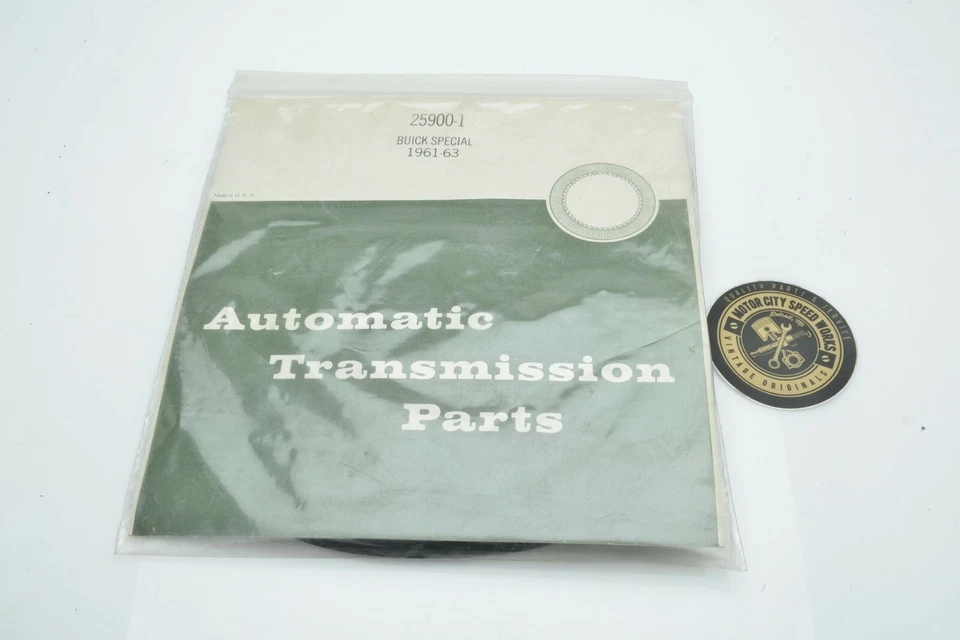 25900-1
BUICK SPECIAL
1961-63
Made in U. S. A.
Automatic
Transmission
Parts
QUALITY PARTS & SERVICE
MOTOR CITY SPEED WORKS
Detroit, MI
VINTAGE ORIGINALS